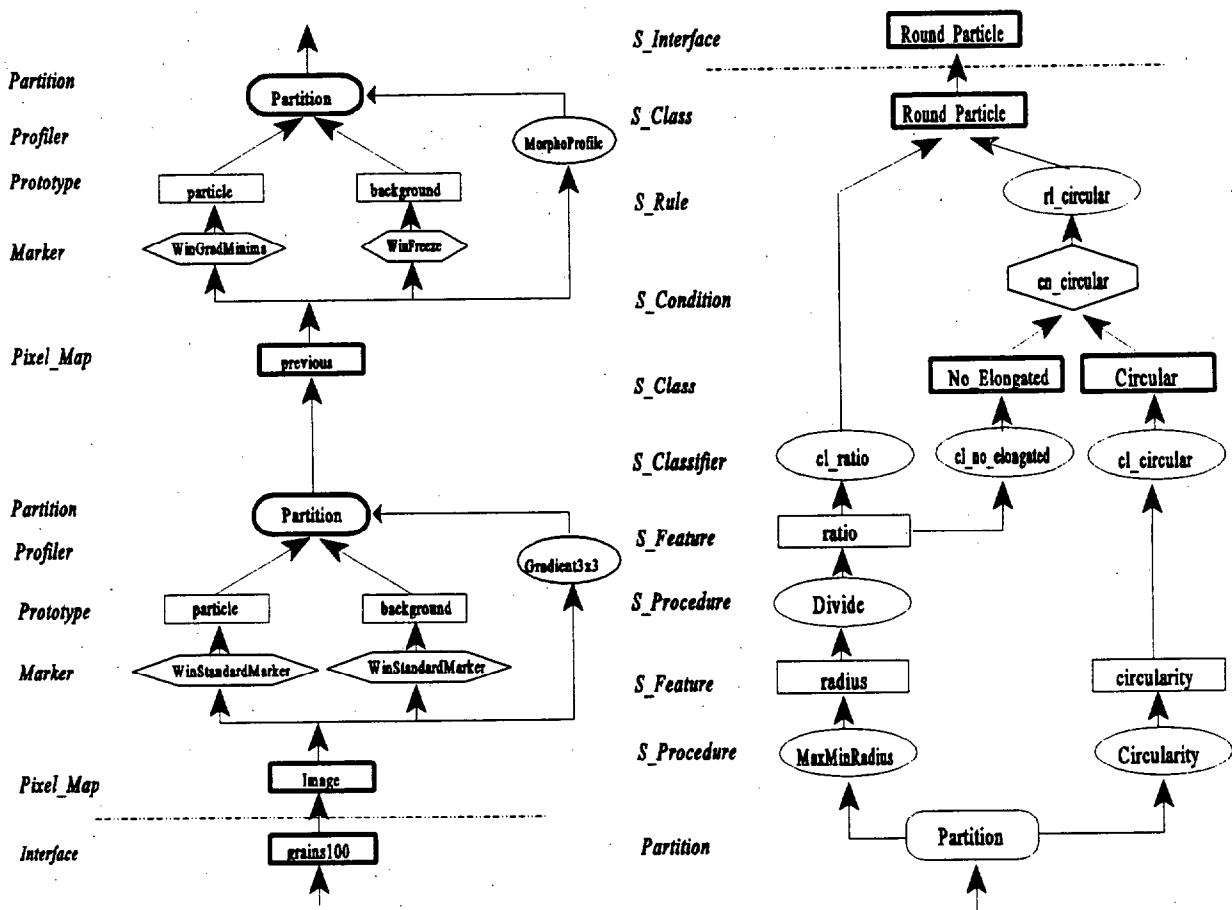 Partition
Partition
Profiler
MorphoProfile
Prototype
particle
background
Marker
WinGradMinima
WinFreeze
Pixel_Map
previous
Partition
Partition
Profiler
Gradient3x3
Prototype
particle
background
Marker
WinStandardMarker
WinStandardMarker
Pixel_Map
Image
Interface
grains100
S_Interface
Round Particle
S_Class
Round Particle
S_Rule
rl_circular
S_Condition
cn_circular
S_Class
No_Elongated
Circular
S_Classifier
cl_ratio
cl_no_elongated
cl_circular
S_Feature
ratio
S_Procedure
Divide
S_Feature
radius
circularity
S_Procedure
MaxMinRadius
Circularity
Partition
Partition